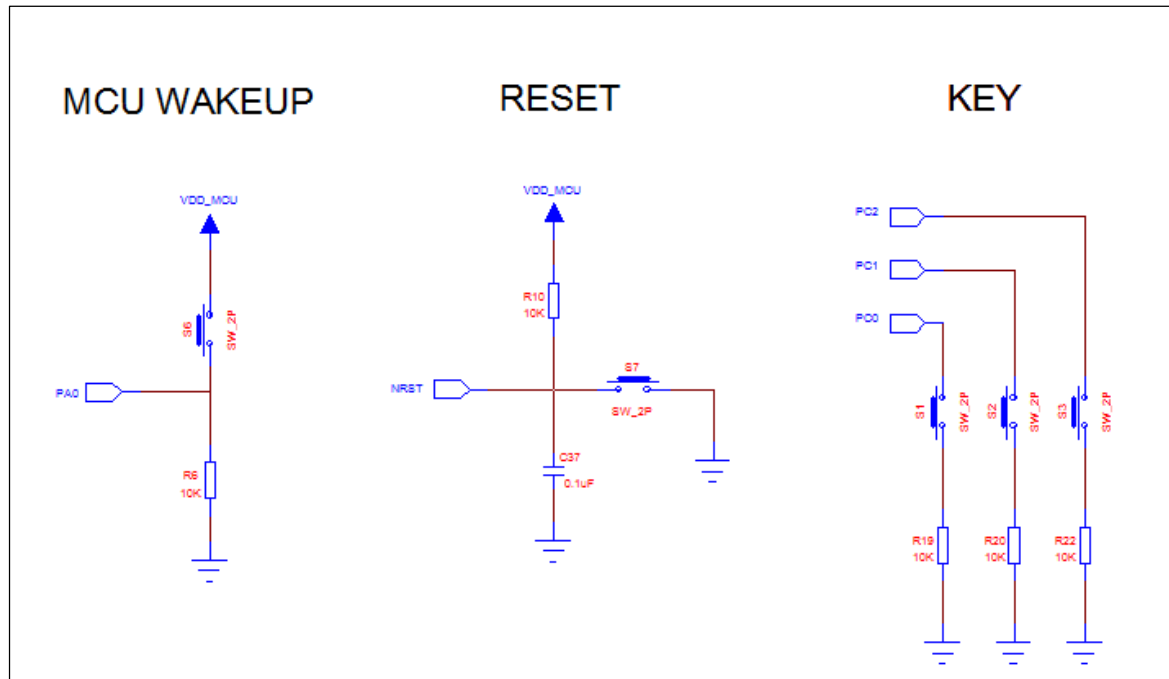 MCU WAKEUP
RESET
KEY
VDD_MCU
S6
SW_2P
PA0
R6
10K
VDD_MCU
R10
10K
NRST
S7
SW_2P
C37
0.1uF
PC2
PC1
PC0
S1
SW_2P
S2
SW_2P
S3
SW_2P
R19
10K
R20
10K
R22
10K